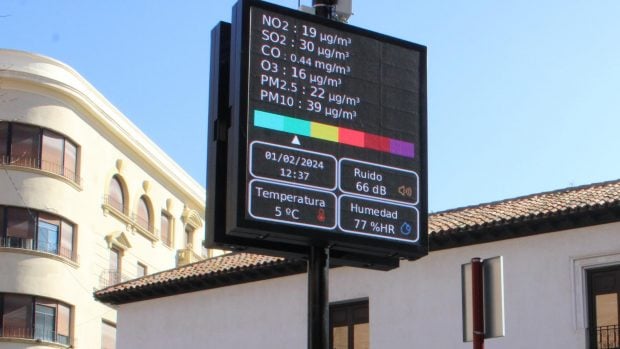 NO2 : 19 µg/m³
SO2 : 30 µg/m³
CO : 0.44 mg/m³
O3 : 16 µg/m³
PM2.5 : 22 µg/m³
PM10 : 39 µg/m³
01/02/2024
12:37
Ruido
66 dB
Temperatura
5 ºC
Humedad
77 %HR